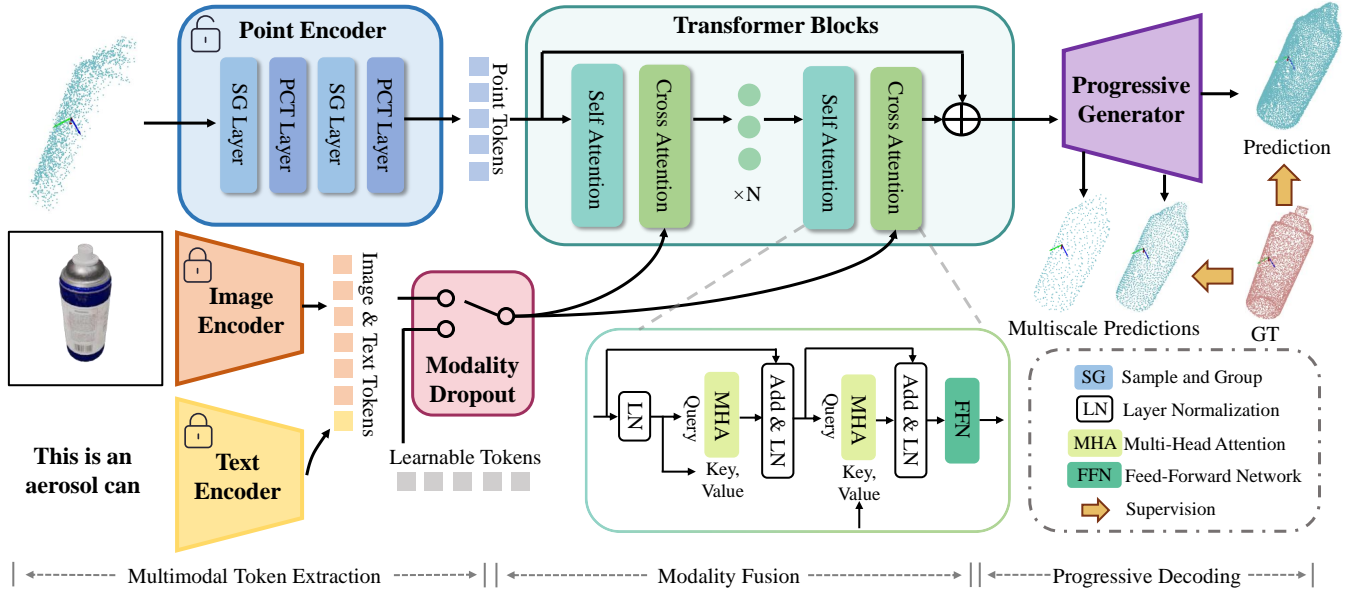 Point Encoder
SG Layer
PCT Layer
SG Layer
PCT Layer
Point Tokens
Transformer Blocks
Self Attention
Cross Attention
×N
Self Attention
Cross Attention
Progressive
Generator
Prediction
Multiscale Predictions
GT
Image
Encoder
Text
Encoder
This is an
aerosol can
Image & Text Tokens
Modality
Dropout
Learnable Tokens
LN
Query
MHA
Key,
Value
Add & LN
Query
MHA
Key,
Value
Add & LN
FFN
SG Sample and Group
LN Layer Normalization
MHA Multi-Head Attention
FFN Feed-Forward Network
Supervision
Multimodal Token Extraction
Modality Fusion
Progressive Decoding